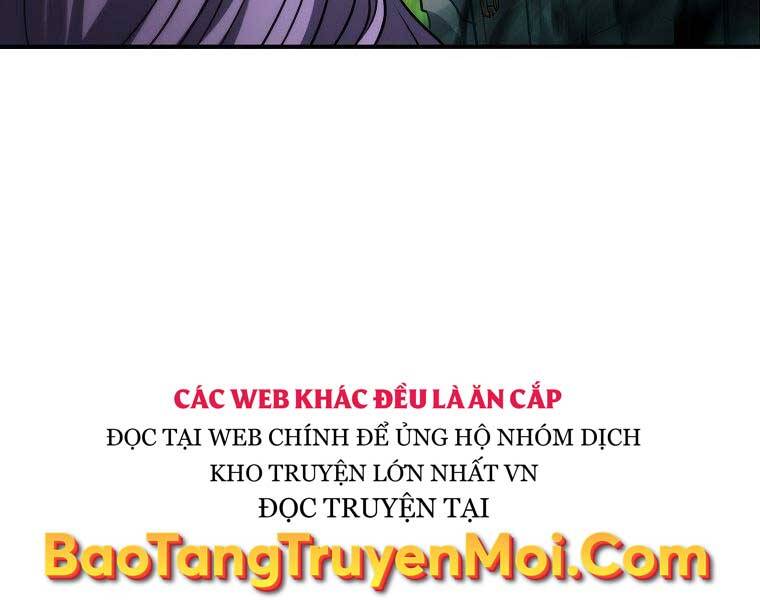 CÁC WEB KHÁC ĐỀU LÀ ĂN CẮP
ĐỌC TẠI WEB CHÍNH ĐỂ ỦNG HỘ NHÓM DỊCH
KHO TRUYỆN LỚN NHẤT VN
ĐỌC TRUYỆN TẠI
BaoTangTruyenMoi.Com